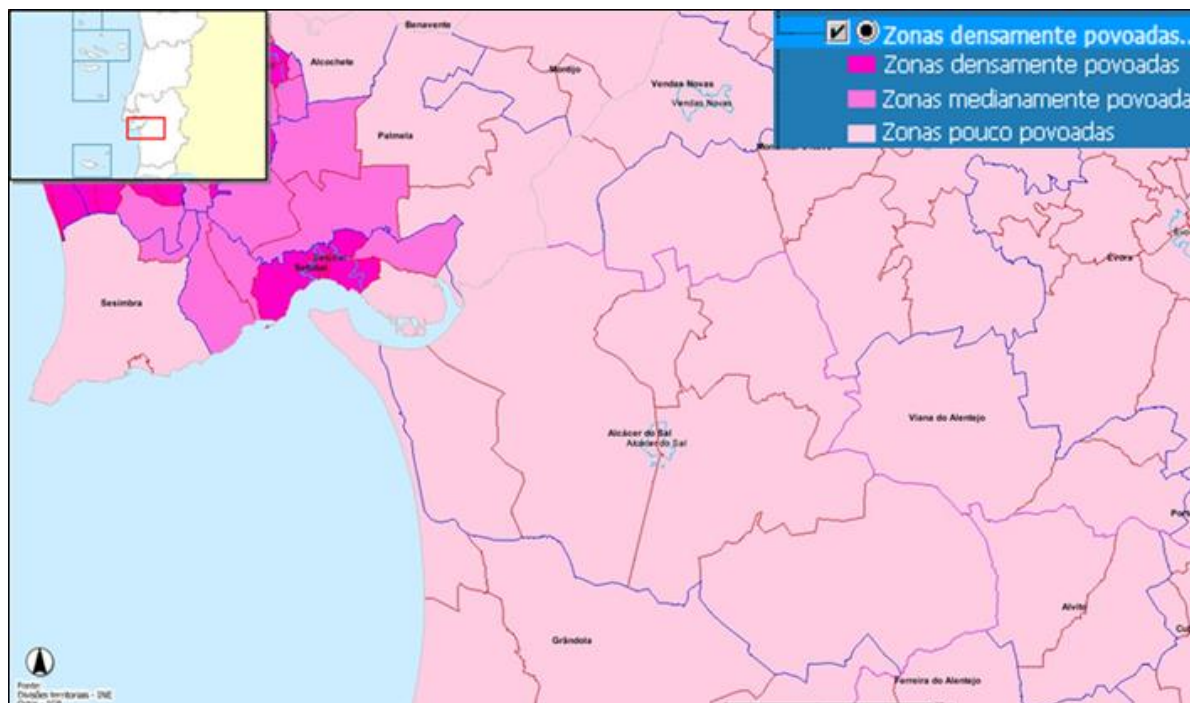 Zonas densamente povoadas..
Zonas densamente povoadas
Zonas medianamente povoada
Zonas pouco povoadas
Benavente
Alcochete
Montijo
Vendas Novas
Vendas Novas
Palmela
Évora
Setúbal
Sesimbra
Viana do Alentejo
Alcácer do Sal
Alcácer do Sal
Alvito
Grândola
Ferreira do Alentejo
Fonte:
Divisões territoriais - INE